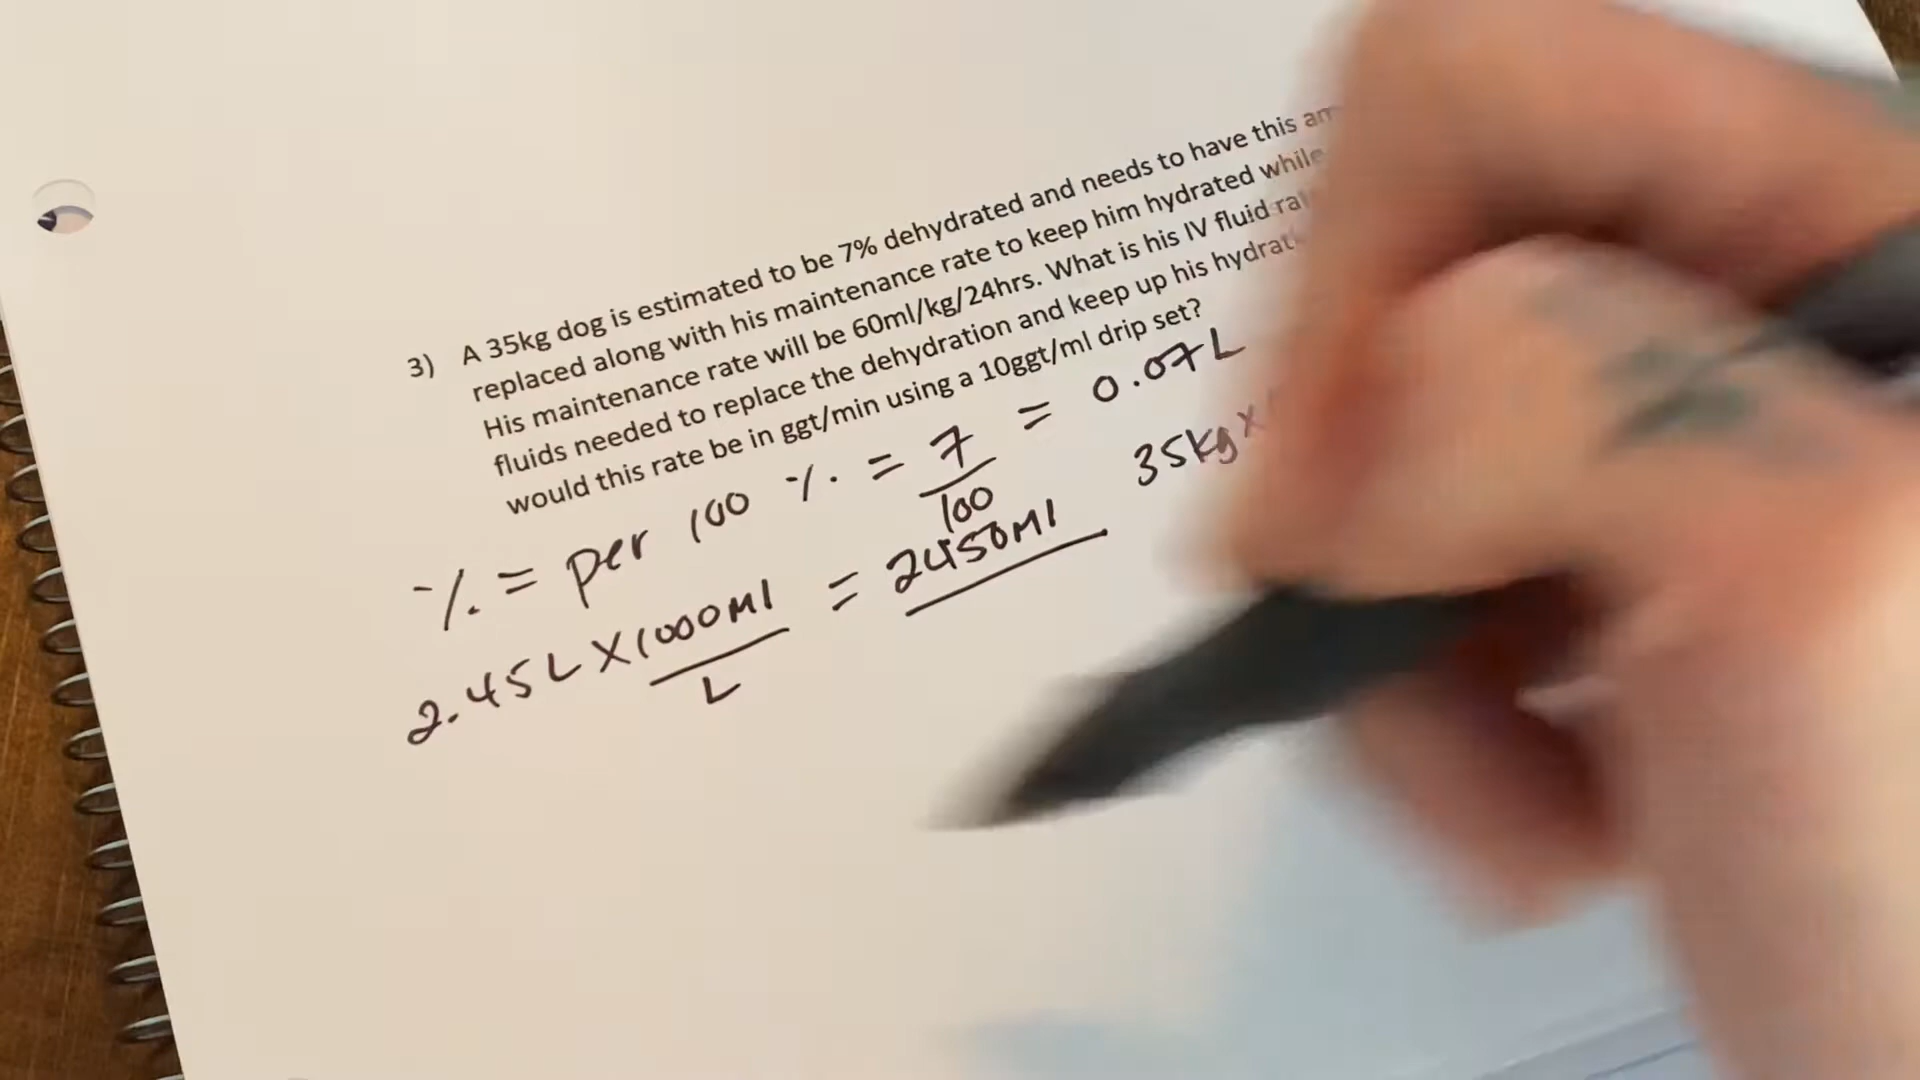 3) A 35kg dog is estimated to be 7% dehydrated and needs to have this
replaced along with his maintenance rate to keep him hydrated while
His maintenance rate will be 60ml/kg/24hrs. What is his IV fluid
fluids needed to replace the dehydration and keep up his
would this rate be in ggt/min using a 10ggt/ml drip set?
% = per 100 % = 7/100 = 0.07L
35kg ×
2.45L X 1000Ml/L = 2450Ml